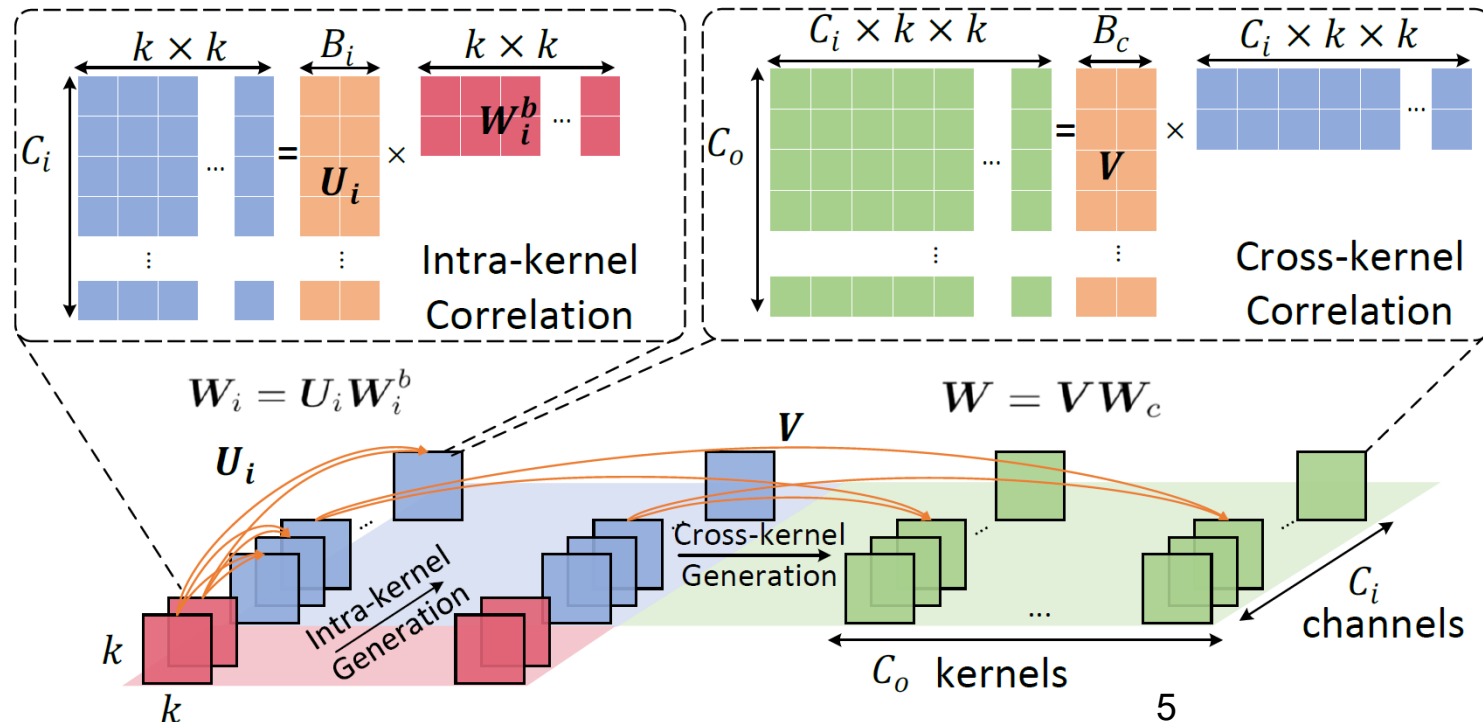 k × k
B_i
k × k
C_i
...
=
U_i
×
W_i^b
...
⋮
⋮
⋮
Intra-kernel
Correlation
C_i × k × k
B_c
C_i × k × k
C_o
...
=
V
×
...
⋮
⋮
Cross-kernel
Correlation
W_i = U_i W_i^b
W = V W_c
U_i
V
...
...
...
...
Intra-kernel
Generation
Cross-kernel
Generation
k
k
...
C_o kernels
C_i
channels
5